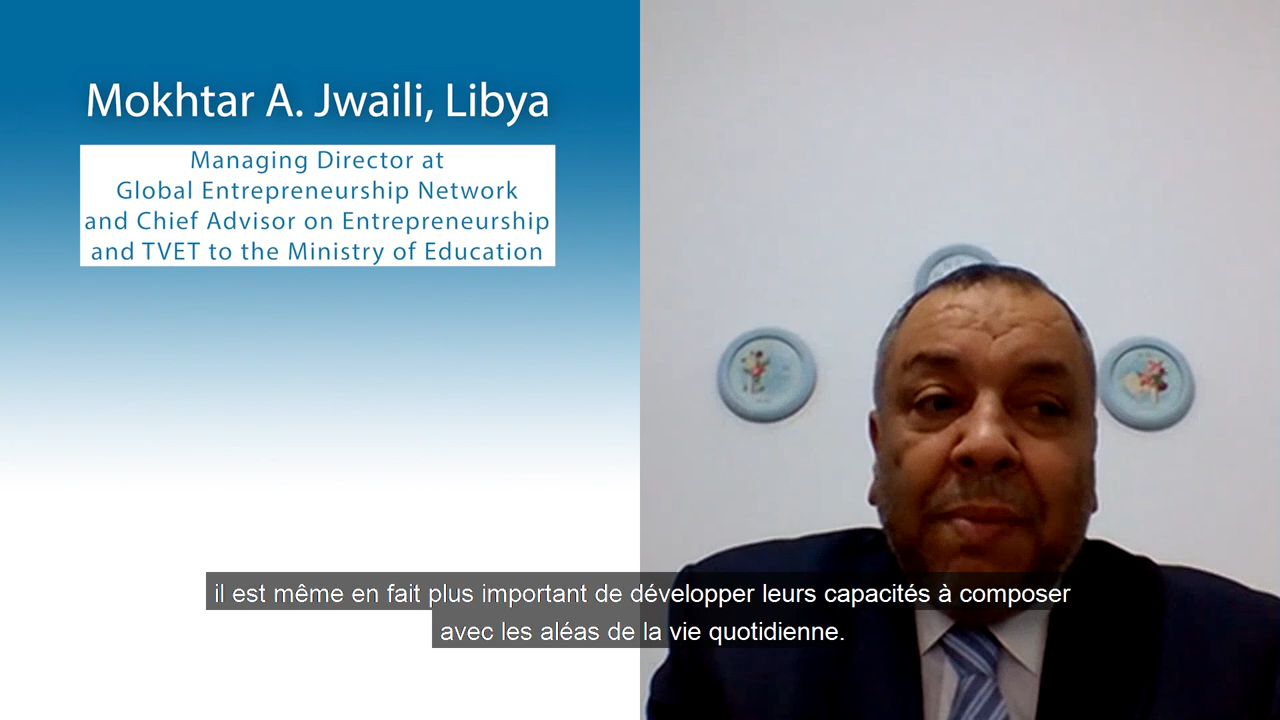 Mokhtar A. Jwaili, Libya
Managing Director at
Global Entrepreneurship Network
and Chief Advisor on Entrepreneurship
and TVET to the Ministry of Education
il est même en fait plus important de développer leurs capacités à composer
avec les aléas de la vie quotidienne.